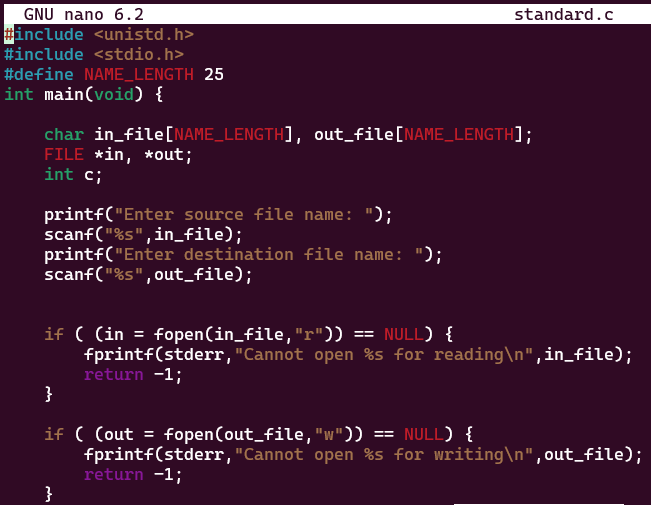 GNU nano 6.2 standard.c
#include <unistd.h>
#include <stdio.h>
#define NAME_LENGTH 25
int main(void) {
char in_file[NAME_LENGTH], out_file[NAME_LENGTH];
FILE *in, *out;
int c;
printf("Enter source file name: ");
scanf("%s",in_file);
printf("Enter destination file name: ");
scanf("%s",out_file);
if ( (in = fopen(in_file,"r")) == NULL) {
fprintf(stderr,"Cannot open %s for reading\n",in_file);
return -1;
}
if ( (out = fopen(out_file,"w")) == NULL) {
fprintf(stderr,"Cannot open %s for writing\n",out_file);
return -1;
}